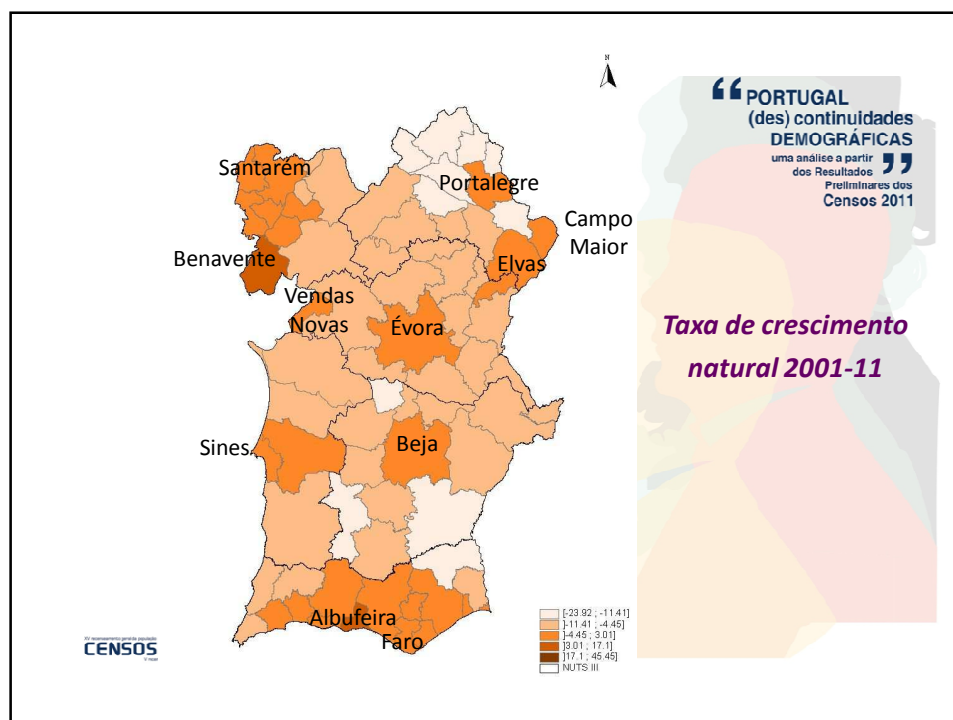 N
“ PORTUGAL
(des) continuidades
DEMOGRÁFICAS
uma análise a partir
dos Resultados ”
Preliminares dos
Censos 2011
Santarém
Portalegre
Campo
Maior
Benavente
Elvas
Vendas
Novas
Évora
Taxa de crescimento
natural 2001-11
Sines
Beja
Albufeira
Faro
[-23.92 ; -11.41]
]-11.41 ; -4.45]
]-4.45 ; 3.01]
]3.01 ; 17.1]
]17.1 ; 45.45]
NUTS III
CENSOS